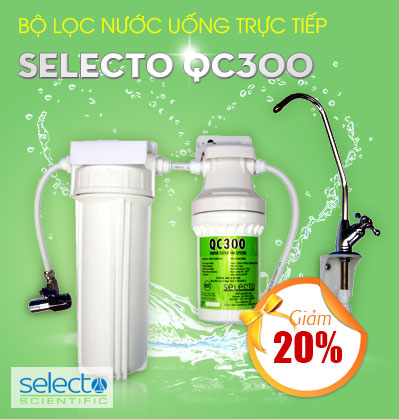 BỘ LỌC NƯỚC UỐNG TRỰC TIẾP
SELECTO QC300
QC300
selecto
Giảm
20%
selecto
SCIENTIFIC